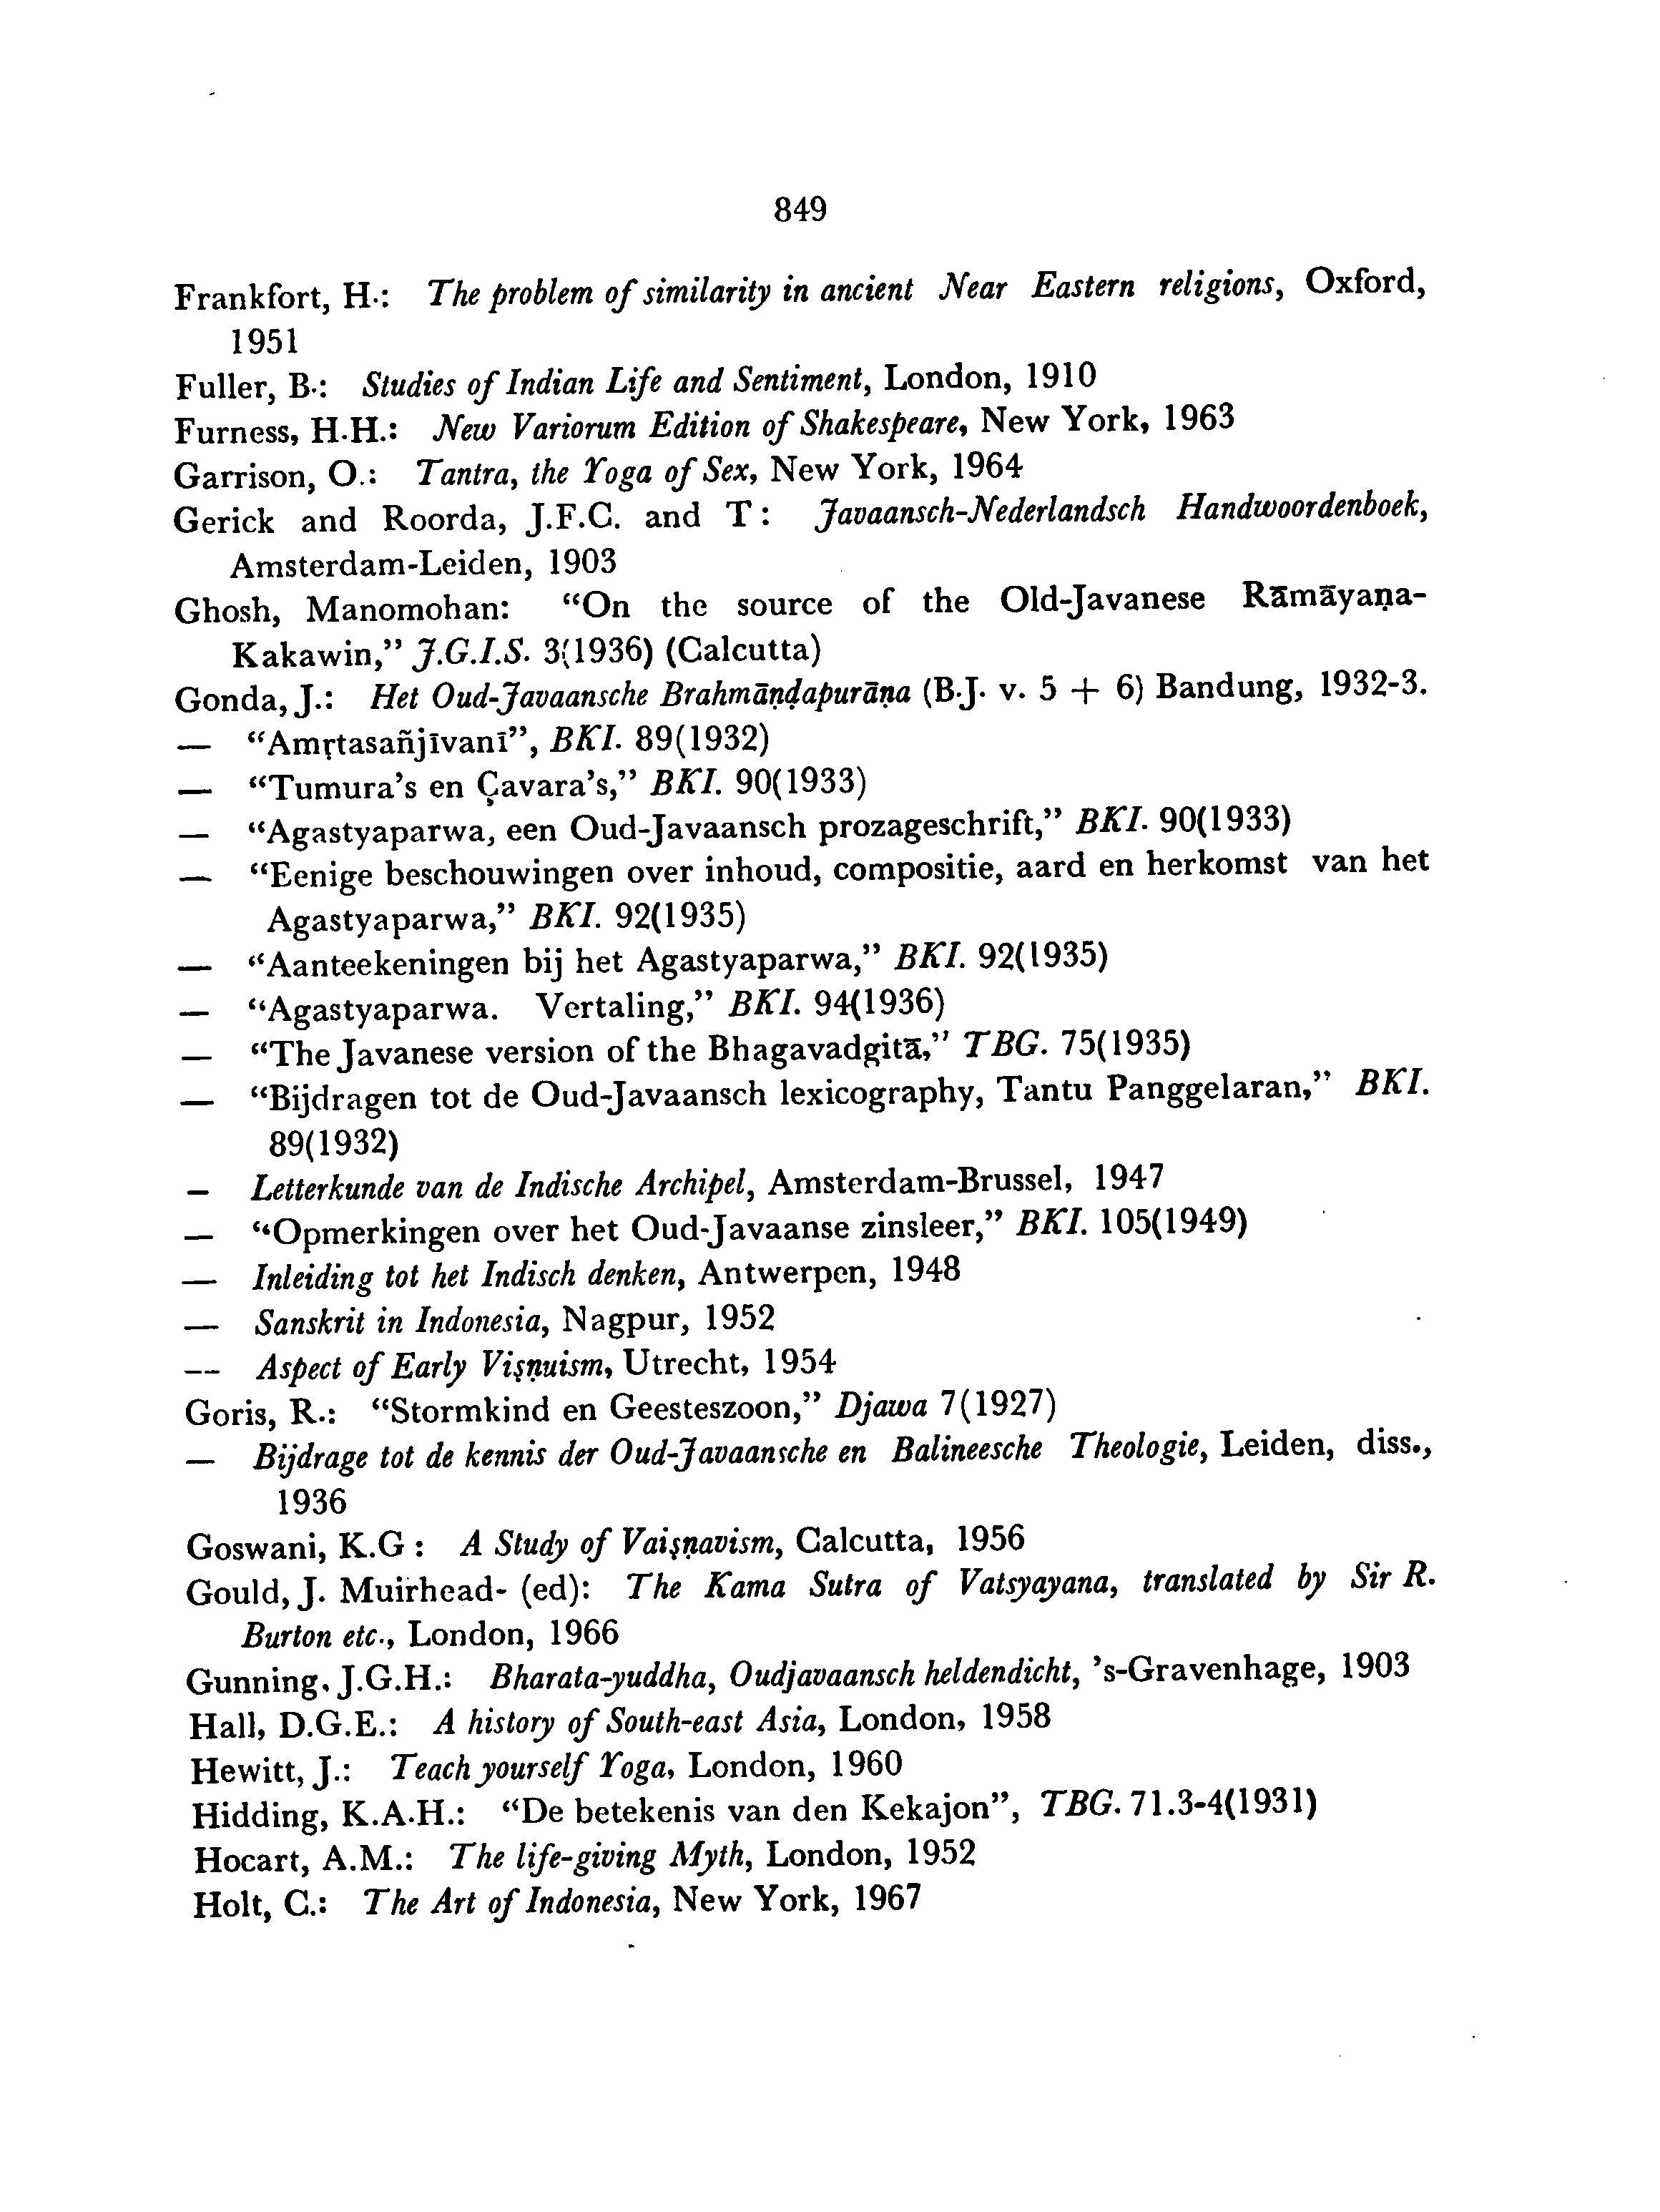 849
Frankfort, H.: The problem of similarity in ancient Near Eastern religions, Oxford,
1951
Fuller, B.: Studies of Indian Life and Sentiment, London, 1910
Furness, H.H.: New Variorum Edition of Shakespeare, New York, 1963
Garrison, O.: Tantra, the Yoga of Sex, New York, 1964
Gerick and Roorda, J.F.C. and T: Javaansch-Nederlandsch Handwoordenboek,
Amsterdam-Leiden, 1903
Ghosh, Manomohan: “On the source of the Old-Javanese Rāmāyaṇa-
Kakawin,” J.G.I.S. 3(1936) (Calcutta)
Gonda, J.: Het Oud-Javaansche Brahmāṇḍapurāṇa (B.J. v. 5 + 6) Bandung, 1932-3.
— “Amṛtasañjīvanī”, BKI. 89(1932)
— “Tumura’s en Çavara’s,” BKI. 90(1933)
— “Agastyaparwa, een Oud-Javaansch prozageschrift,” BKI. 90(1933)
— “Eenige beschouwingen over inhoud, compositie, aard en herkomst van het
Agastyaparwa,” BKI. 92(1935)
— “Aanteekeningen bij het Agastyaparwa,” BKI. 92(1935)
— “Agastyaparwa. Vertaling,” BKI. 94(1936)
— “The Javanese version of the Bhagavadgitā,” TBG. 75(1935)
— “Bijdragen tot de Oud-Javaansch lexicography, Tantu Panggelaran,” BKI.
89(1932)
— Letterkunde van de Indische Archipel, Amsterdam-Brussel, 1947
— “Opmerkingen over het Oud-Javaanse zinsleer,” BKI. 105(1949)
— Inleiding tot het Indisch denken, Antwerpen, 1948
— Sanskrit in Indonesia, Nagpur, 1952
— Aspect of Early Viṣṇuism, Utrecht, 1954
Goris, R.: “Stormkind en Geesteszoon,” Djawa 7(1927)
— Bijdrage tot de kennis der Oud-Javaansche en Balineesche Theologie, Leiden, diss.,
1936
Goswani, K.G : A Study of Vaiṣṇavism, Calcutta, 1956
Gould, J. Muirhead- (ed): The Kama Sutra of Vatsyayana, translated by Sir R.
Burton etc., London, 1966
Gunning, J.G.H.: Bharata-yuddha, Oudjavaansch heldendicht, ’s-Gravenhage, 1903
Hall, D.G.E.: A history of South-east Asia, London, 1958
Hewitt, J.: Teach yourself Yoga, London, 1960
Hidding, K.A.H.: “De betekenis van den Kekajon”, TBG. 71.3-4(1931)
Hocart, A.M.: The life-giving Myth, London, 1952
Holt, C.: The Art of Indonesia, New York, 1967